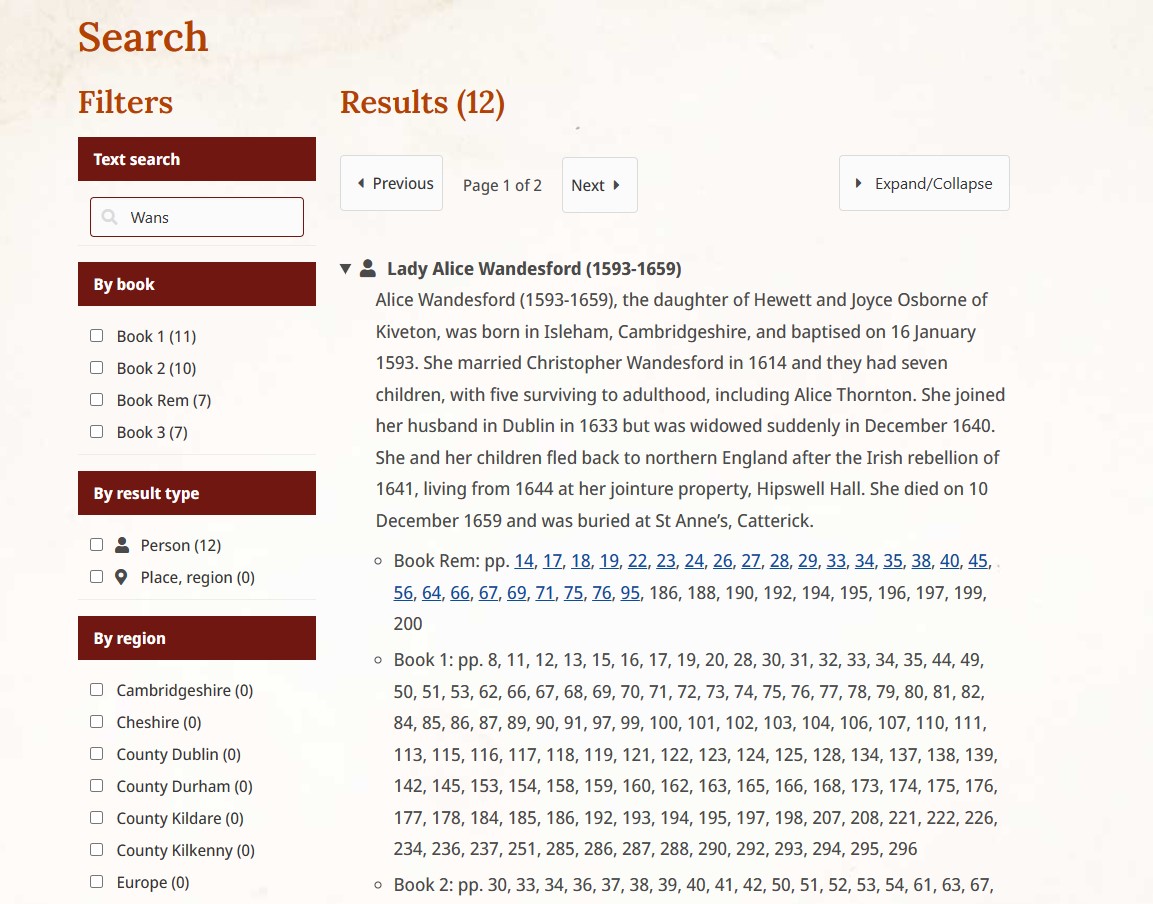 Search
Filters
Text search
Wans
By book
Book 1 (11)
Book 2 (10)
Book Rem (7)
Book 3 (7)
By result type
Person (12)
Place, region (0)
By region
Cambridgeshire (0)
Cheshire (0)
County Dublin (0)
County Durham (0)
County Kildare (0)
County Kilkenny (0)
Europe (0)
Results (12)
Previous Page 1 of 2 Next Expand/Collapse
Lady Alice Wandesford (1593-1659)
Alice Wandesford (1593-1659), the daughter of Hewett and Joyce Osborne of
Kiveton, was born in Isleham, Cambridgeshire, and baptised on 16 January
1593. She married Christopher Wandesford in 1614 and they had seven
children, with five surviving to adulthood, including Alice Thornton. She joined
her husband in Dublin in 1633 but was widowed suddenly in December 1640.
She and her children fled back to northern England after the Irish rebellion of
1641, living from 1644 at her jointure property, Hipswell Hall. She died on 10
December 1659 and was buried at St Anne’s, Catterick.
Book Rem: pp. 14, 17, 18, 19, 22, 23, 24, 26, 27, 28, 29, 33, 34, 35, 38, 40, 45,
56, 64, 66, 67, 69, 71, 75, 76, 95, 186, 188, 190, 192, 194, 195, 196, 197, 199,
200
Book 1: pp. 8, 11, 12, 13, 15, 16, 17, 19, 20, 28, 30, 31, 32, 33, 34, 35, 44, 49,
50, 51, 53, 62, 66, 67, 68, 69, 70, 71, 72, 73, 74, 75, 76, 77, 78, 79, 80, 81, 82,
84, 85, 86, 87, 89, 90, 91, 97, 99, 100, 101, 102, 103, 104, 106, 107, 110, 111,
113, 115, 116, 117, 118, 119, 121, 122, 123, 124, 125, 128, 134, 137, 138, 139,
142, 145, 153, 154, 158, 159, 160, 162, 163, 165, 166, 168, 173, 174, 175, 176,
177, 178, 184, 185, 186, 192, 193, 194, 195, 197, 198, 207, 208, 221, 222, 226,
234, 236, 237, 251, 285, 286, 287, 288, 290, 292, 293, 294, 295, 296
Book 2: pp. 30, 33, 34, 36, 37, 38, 39, 40, 41, 42, 50, 51, 52, 53, 54, 61, 63, 67,